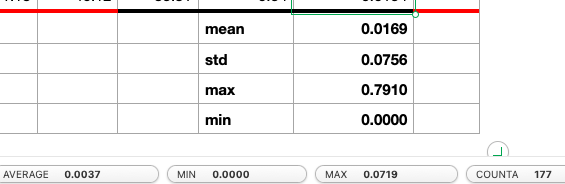 mean 0.0169
std 0.0756
max 0.7910
min 0.0000
AVERAGE 0.0037 MIN 0.0000 MAX 0.0719 COUNTA 177